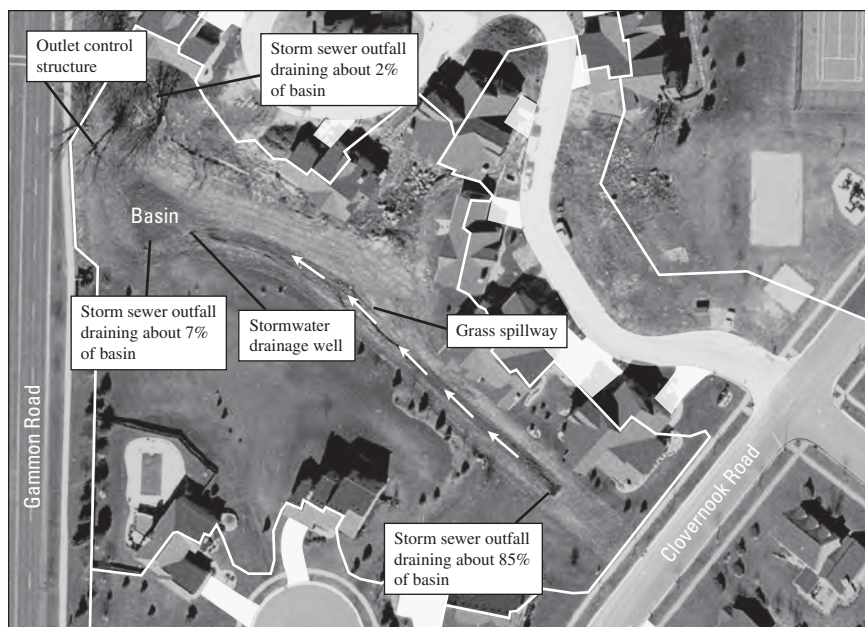 Outlet control
structure
Storm sewer outfall
draining about 2%
of basin
Basin
Storm sewer outfall
draining about 7%
of basin
Stormwater
drainage well
Grass spillway
Gammon Road
Clovernook Road
Storm sewer outfall
draining about 85%
of basin